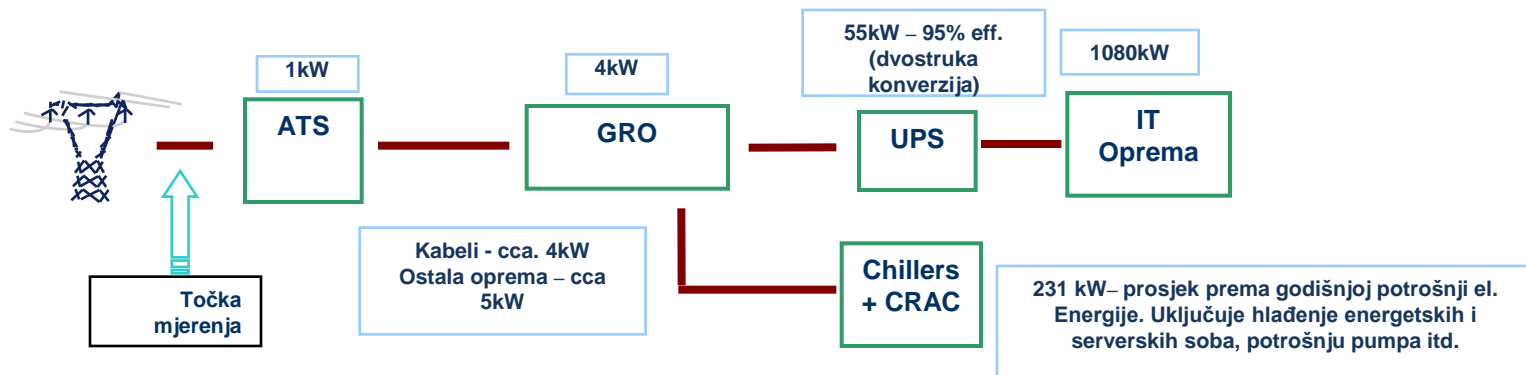 1kW
ATS
4kW
GRO
55kW – 95% eff.
(dvostruka
konverzija)
UPS
1080kW
IT
Oprema
Točka
mjerenja
Kabeli - cca. 4kW
Ostala oprema – cca
5kW
Chillers
+ CRAC
231 kW– prosjek prema godišnjoj potrošnji el.
Energije. Uključuje hlađenje energetskih i
serverskih soba, potrošnju pumpa itd.